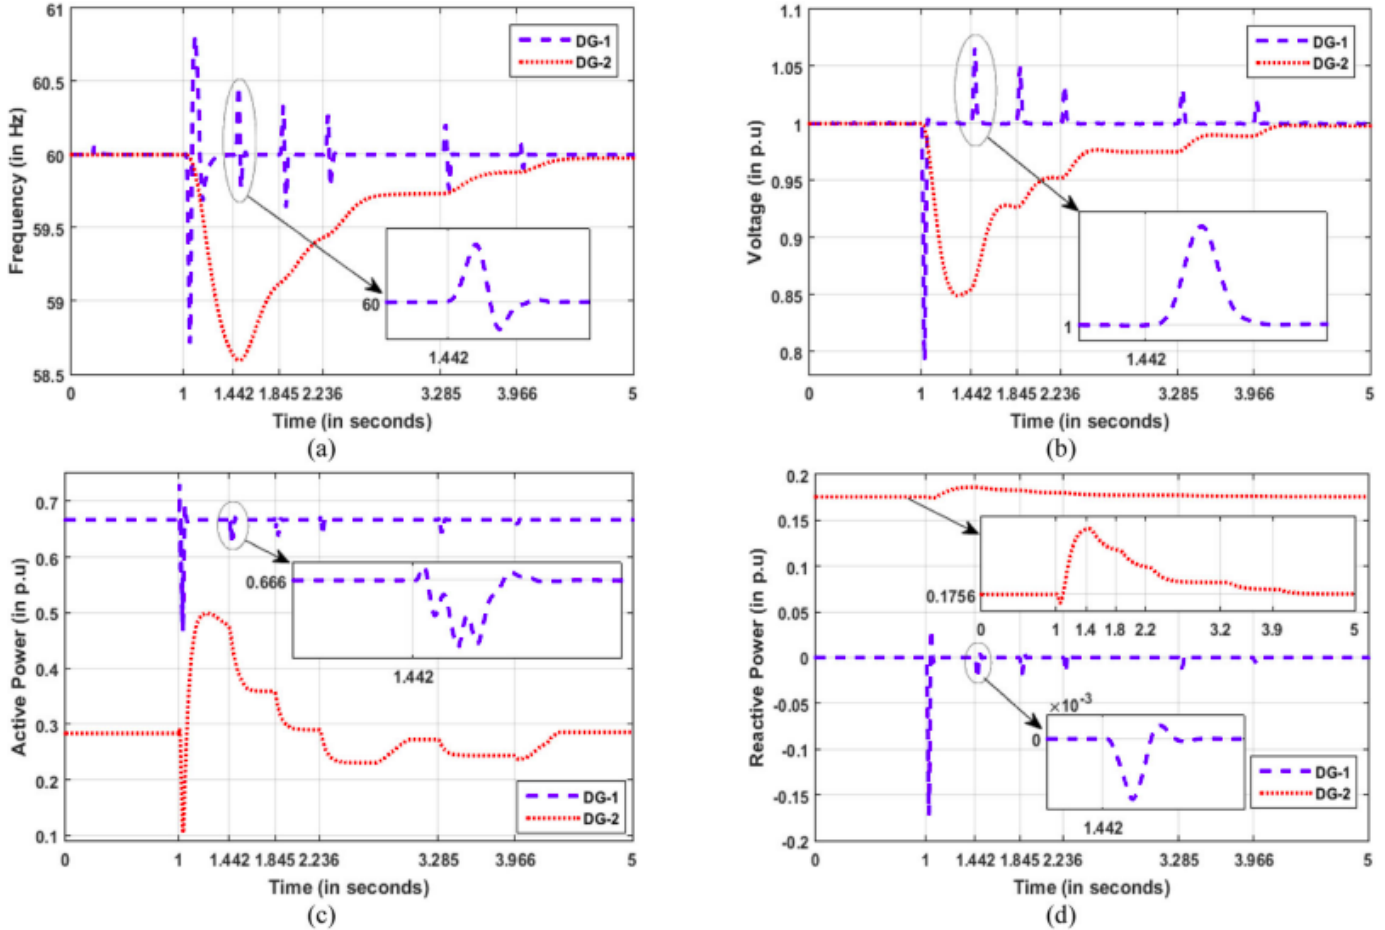 61
60.5
60
59.5
59
58.5
Frequency (in Hz)
DG-1
DG-2
60
1.442
0 1 1.442 1.845 2.236 3.285 3.966 5
Time (in seconds)
(a)
1.1
1.05
1
0.95
0.9
0.85
0.8
Voltage (in p.u)
DG-1
DG-2
1
1.442
0 1 1.442 1.845 2.236 3.285 3.966 5
Time (in seconds)
(b)
0.7
0.6
0.5
0.4
0.3
0.2
0.1
Active Power (in p.u)
0.666
1.442
DG-1
DG-2
0 1 1.442 1.845 2.236 3.285 3.966 5
Time (in seconds)
(c)
0.2
0.15
0.1
0.05
0
-0.05
-0.1
-0.15
-0.2
Reactive Power (in p.u)
0.1756
0 1 1.4 1.8 2.2 3.2 3.9 5
×10⁻³
0
1.442
DG-1
DG-2
0 1 1.442 1.845 2.236 3.285 3.966 5
Time (in seconds)
(d)